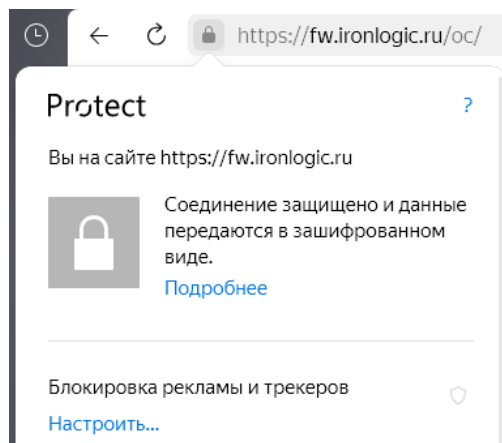 https://fw.ironlogic.ru/oc/
Protect
?
Вы на сайте https://fw.ironlogic.ru
Соединение защищено и данные
передаются в зашифрованном
виде.
Подробнее
Блокировка рекламы и трекеров
Настроить...